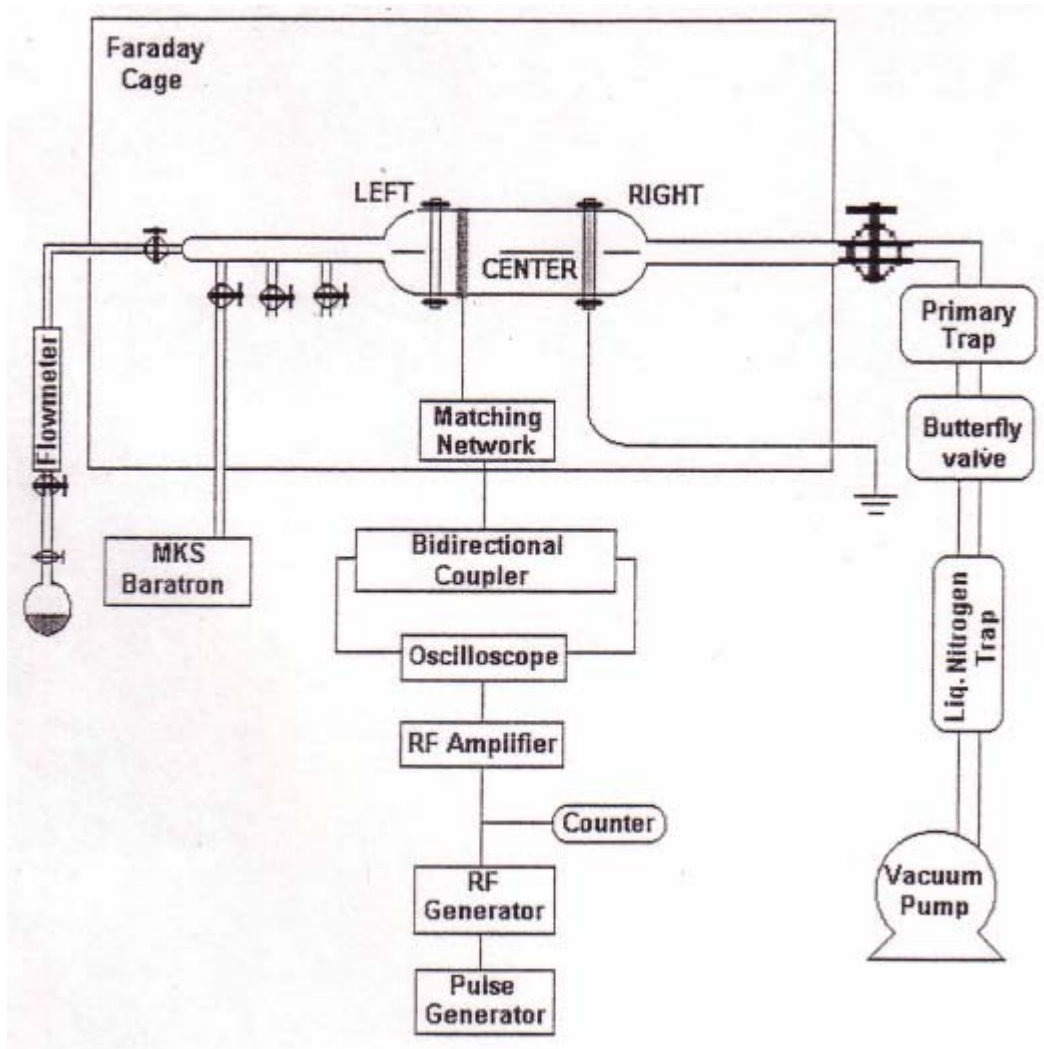 Faraday
Cage
LEFT
RIGHT
CENTER
Primary
Trap
Flowmeter
Matching
Network
Butterfly
valve
MKS
Baratron
Bidirectional
Coupler
Liq. Nitrogen
Trap
Oscilloscope
RF Amplifier
Counter
RF
Generator
Vacuum
Pump
Pulse
Generator